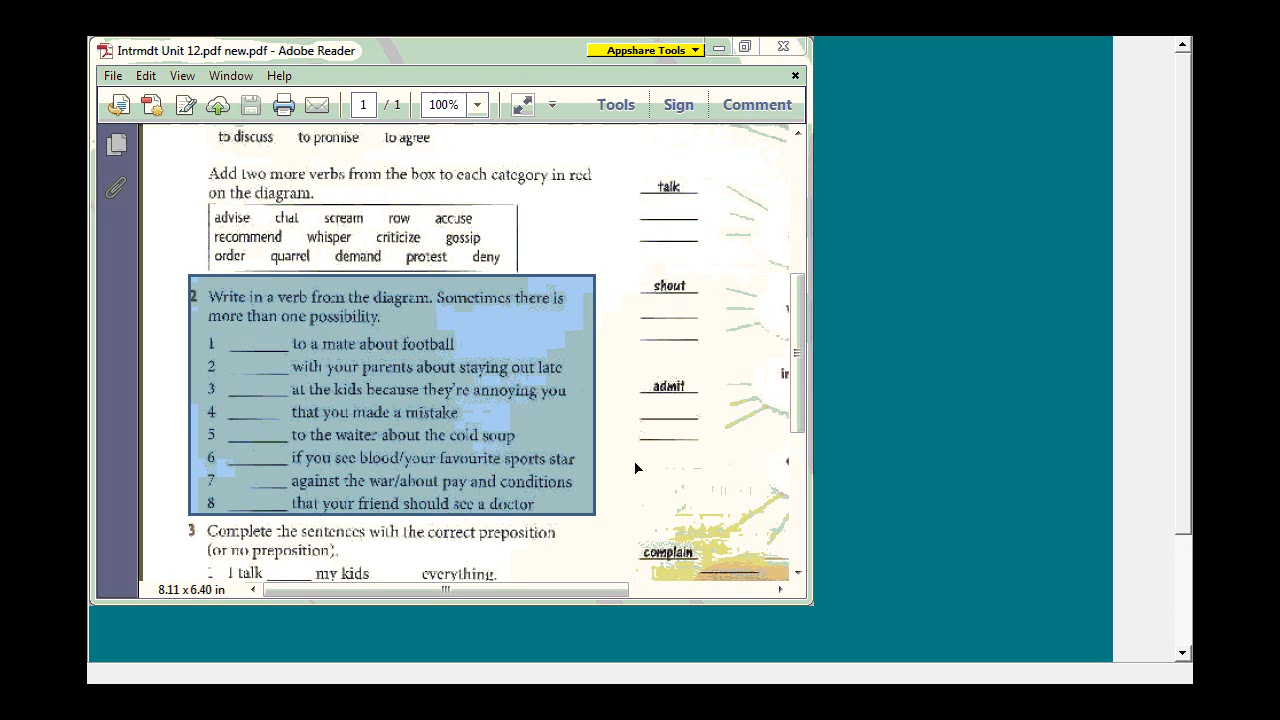 Intrmdt Unit 12.pdf new.pdf - Adobe Reader
Appshare Tools
File Edit View Window Help
1 / 1 100% Tools Sign Comment
to discuss to promise to agree
Add two more verbs from the box to each category in red
on the diagram.
advise chat scream row accuse
recommend whisper criticize gossip
order quarrel demand protest deny
2 Write in a verb from the diagram. Sometimes there is
more than one possibility.
1 ______ to a mate about football
2 ______ with your parents about staying out late
3 ______ at the kids because they're annoying you
4 ______ that you made a mistake
5 ______ to the waiter about the cold soup
6 ______ if you see blood/your favourite sports star
7 ______ against the war/about pay and conditions
8 ______ that your friend should see a doctor
3 Complete the sentences with the correct preposition
(or no preposition).
I talk ______ my kids everything.
talk
shout
admit
complain
8.11 x 6.40 in